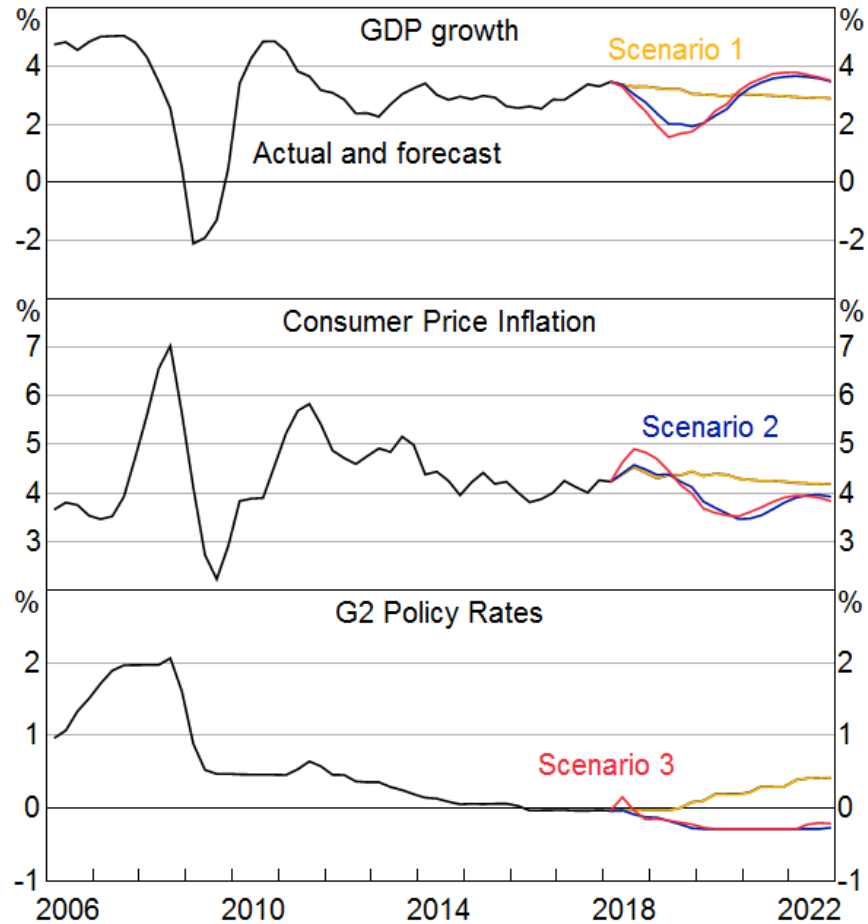 % GDP growth %
Scenario 1
4 4
2 2
Actual and forecast
0 0
-2 -2
% Consumer Price Inflation %
7 7
6 6
5 Scenario 2 5
4 4
3 3
% G2 Policy Rates %
2 2
1 1
Scenario 3
0 0
-1 -1
2006 2010 2014 2018 2022